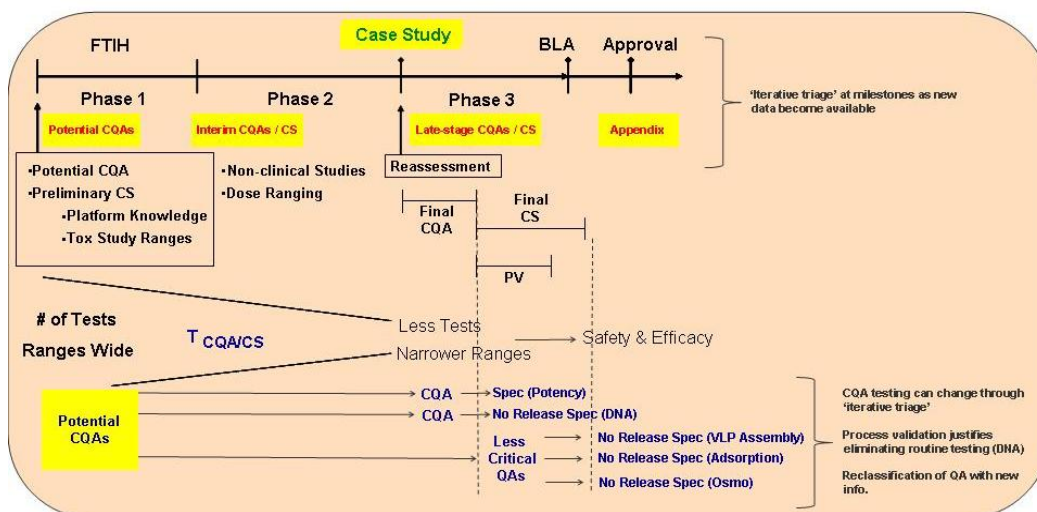 Case Study
FTIH
BLA
Approval
Phase 1
Phase 2
Phase 3
'Iterative triage' at milestones as new
data become available
Potential CQAs
Interim CQAs / CS
Late-stage CQAs / CS
Appendix
•Potential CQA
•Preliminary CS
•Platform Knowledge
•Tox Study Ranges
•Non-clinical Studies
•Dose Ranging
Reassessment
Final
CQA
Final
CS
PV
# of Tests
Ranges Wide
T CQA/CS
Less Tests
Narrower Ranges
Safety & Efficacy
Potential
CQAs
CQA
Spec (Potency)
CQA
No Release Spec (DNA)
Less
Critical
QAs
No Release Spec (VLP Assembly)
No Release Spec (Adsorption)
No Release Spec (Osmo)
CQA testing can change through
'iterative triage'
Process validation justifies
eliminating routine testing (DNA)
Reclassification of QA with new
info.